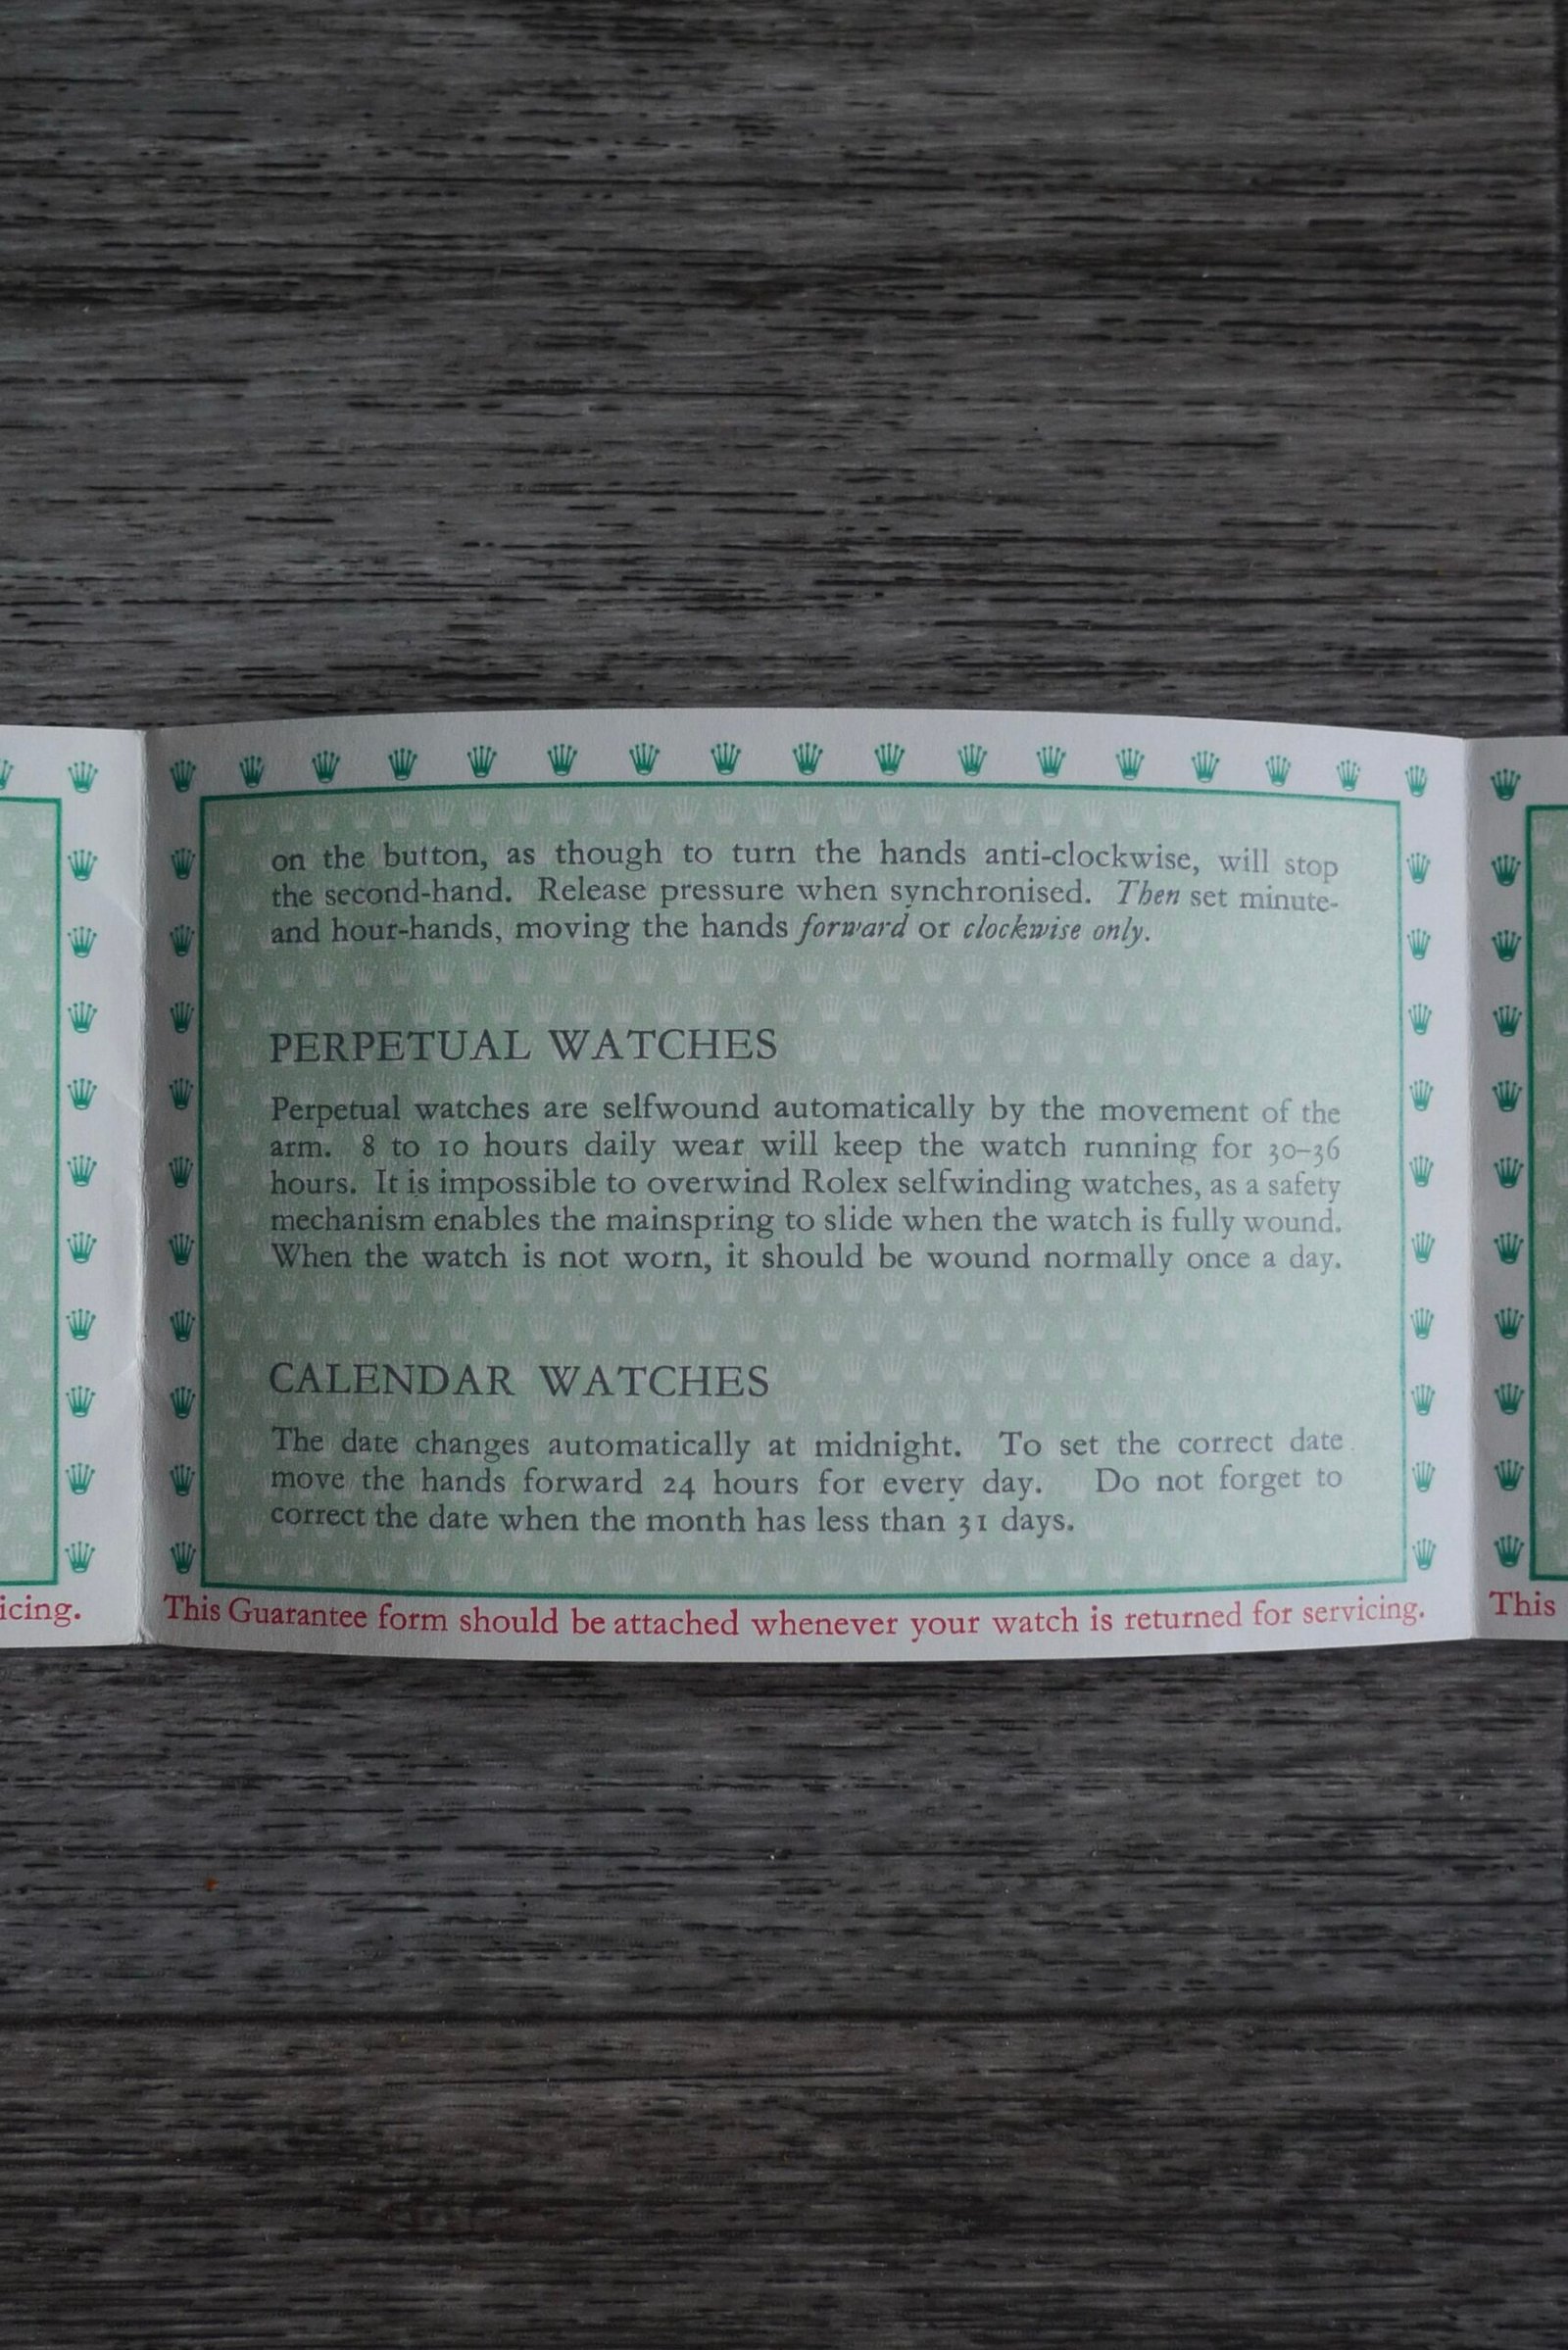 on the button, as though to turn the hands anti-clockwise, will stop
the second-hand. Release pressure when synchronised. Then set minute-
and hour-hands, moving the hands forward or clockwise only.
PERPETUAL WATCHES
Perpetual watches are selfwound automatically by the movement of the
arm. 8 to 10 hours daily wear will keep the watch running for 30–36
hours. It is impossible to overwind Rolex selfwinding watches, as a safety
mechanism enables the mainspring to slide when the watch is fully wound.
When the watch is not worn, it should be wound normally once a day.
CALENDAR WATCHES
The date changes automatically at midnight. To set the correct date
move the hands forward 24 hours for every day. Do not forget to
correct the date when the month has less than 31 days.
icing.
This Guarantee form should be attached whenever your watch is returned for servicing.
This